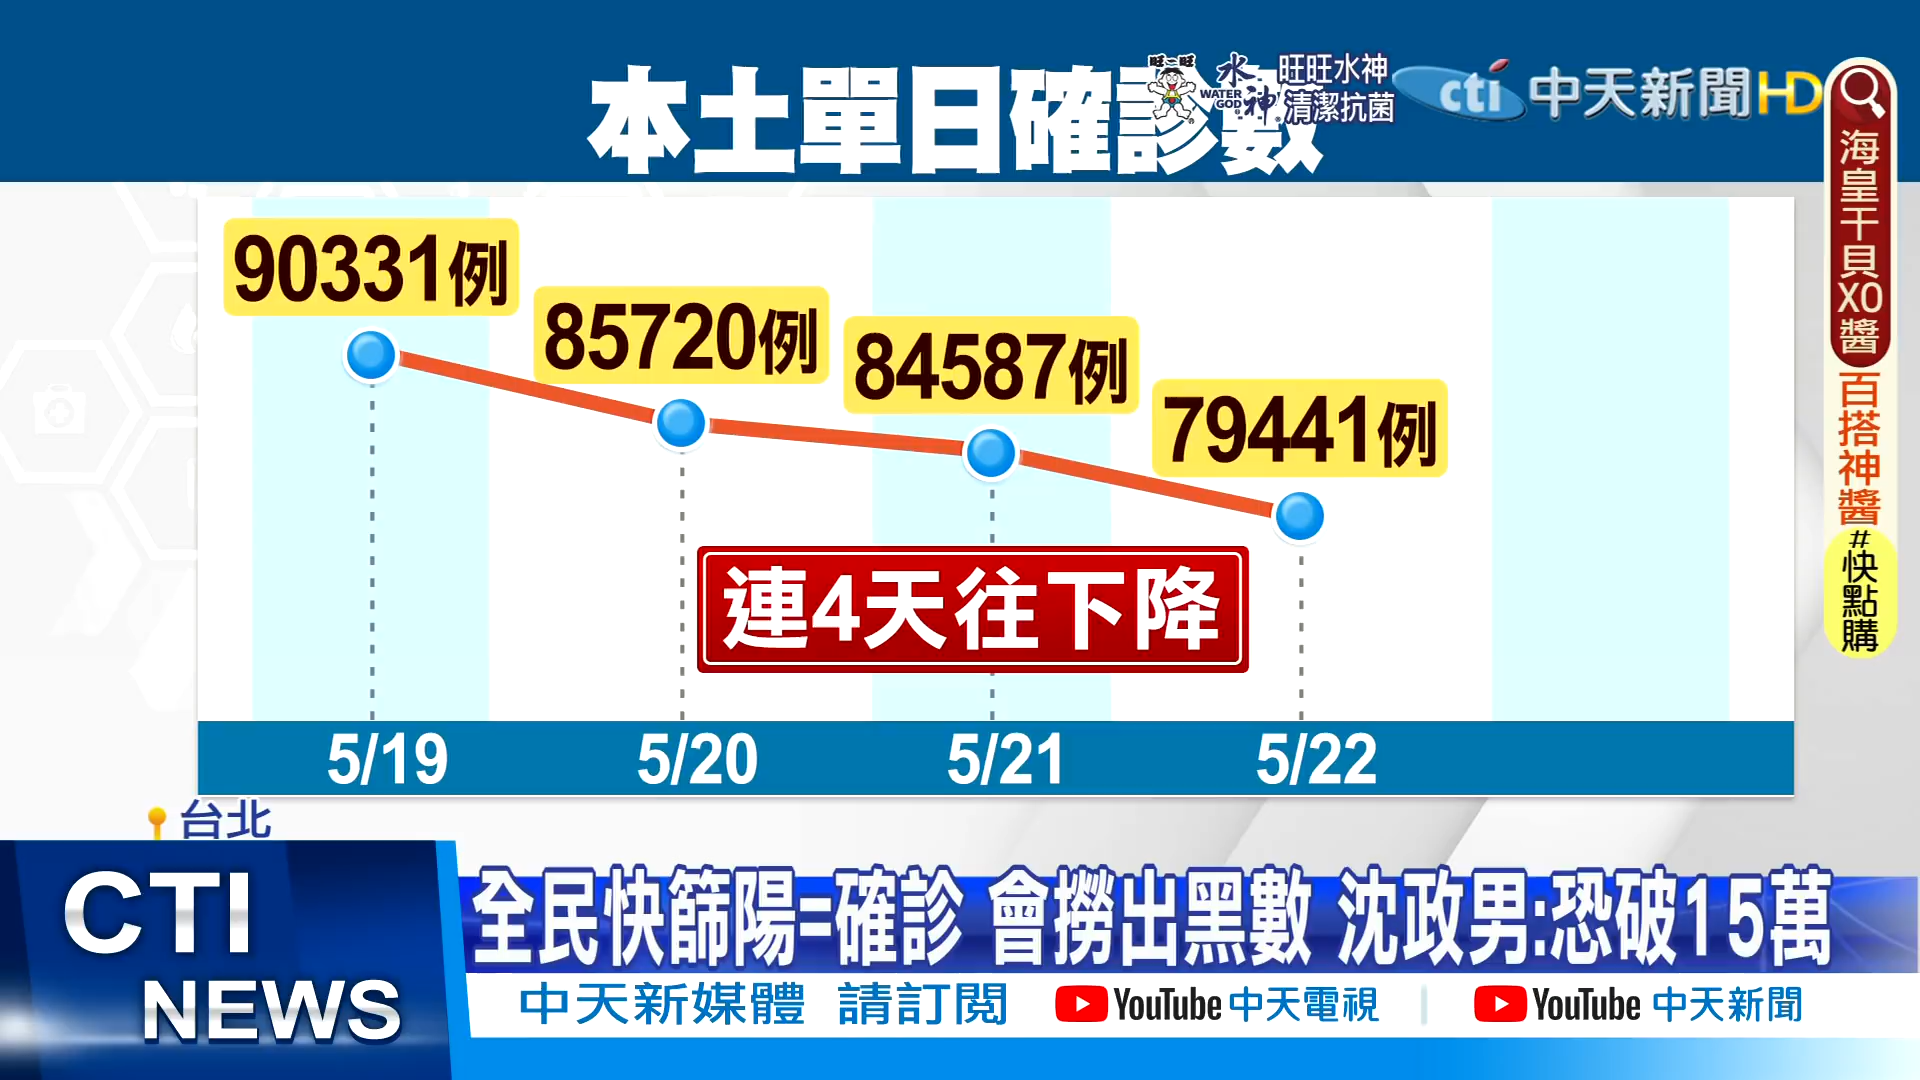 本土單日確診數
旺旺
水神
WATER GOD
旺旺水神
清潔抗菌
cti 中天新聞HD
海皇干貝XO醬
百搭神醬
#快點購
90331例
85720例
84587例
79441例
連4天往下降
5/19 5/20 5/21 5/22
台北
CTI NEWS
全民快篩陽=確診 會撈出黑數 沈政男:恐破15萬
中天新媒體 請訂閱 YouTube 中天電視 | YouTube 中天新聞